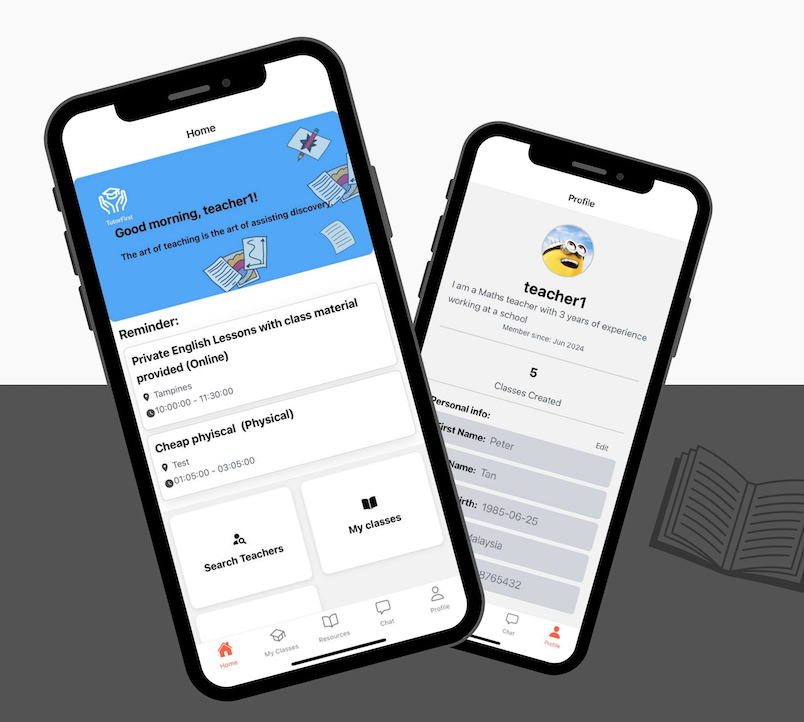 Home
TutorFirst
Good morning, teacher1!
The art of teaching is the art of assisting discovery.
Reminder:
Private English Lessons with class material
provided (Online)
Tampines
10:00:00 - 11:30:00
Cheap phyiscal (Physical)
Test
01:05:00 - 03:05:00
Search Teachers
My classes
Home
My Classes
Resources
Chat
Profile
Profile
teacher1
I am a Maths teacher with 3 years of experience
working at a school
Member since: Jun 2024
5
Classes Created
Personal info:
Edit
First Name: Peter
Name: Tan
irth: 1985-06-25
Malaysia
8765432
Chat
Profile